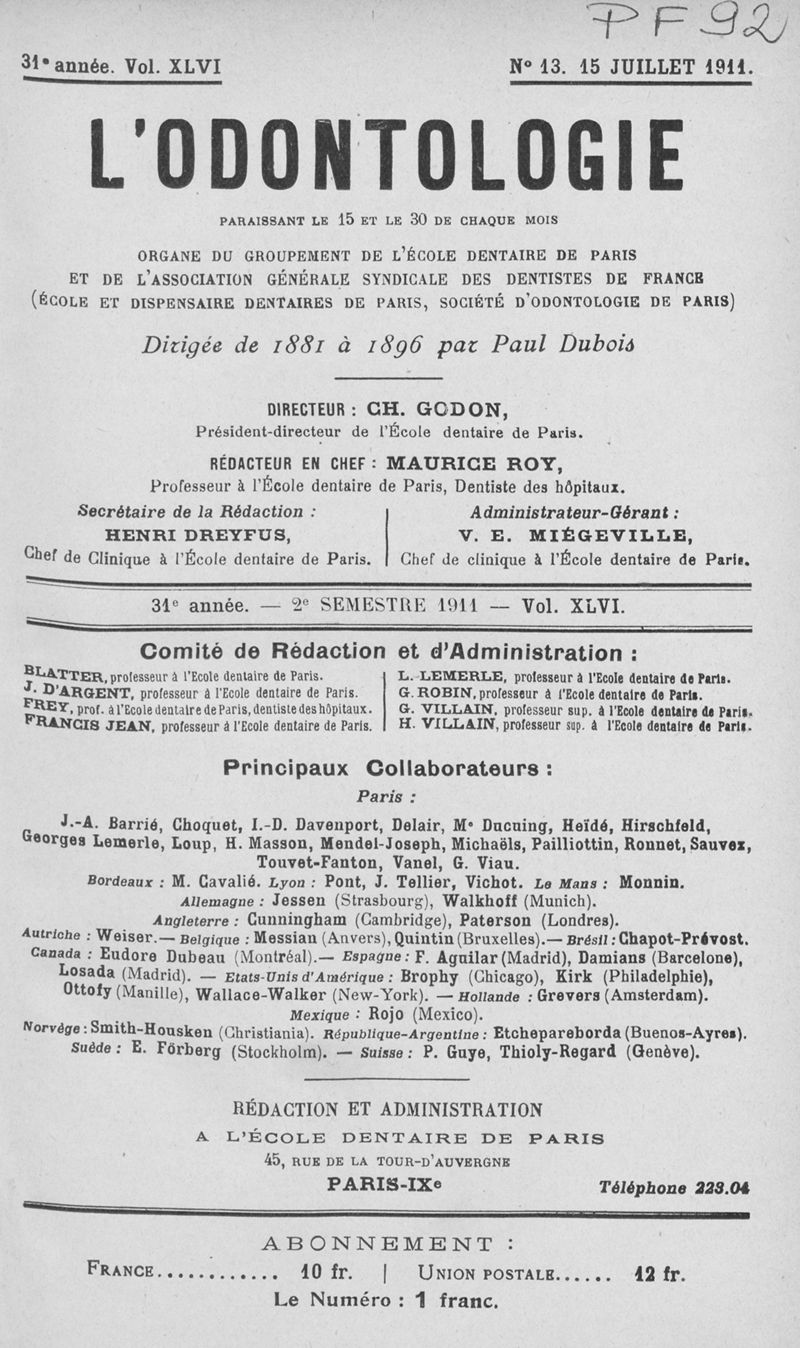 PF92
31e année. Vol. XLVI
N° 13. 15 JUILLET 1911.
L'ODONTOLOGIE
PARAISSANT LE 15 ET LE 30 DE CHAQUE MOIS
ORGANE DU GROUPEMENT DE L'ÉCOLE DENTAIRE DE PARIS
ET DE L'ASSOCIATION GÉNÉRALE SYNDICALE DES DENTISTES DE FRANCE
(ÉCOLE ET DISPENSAIRE DENTAIRES DE PARIS, SOCIÉTÉ D'ODONTOLOGIE DE PARIS)
Dirigée de 1881 à 1896 par Paul Dubois
DIRECTEUR : CH. GODON,
Président-directeur de l'École dentaire de Paris.
RÉDACTEUR EN CHEF : MAURICE ROY,
Professeur à l'École dentaire de Paris, Dentiste des hôpitaux.
Secrétaire de la Rédaction :
HENRI DREYFUS,
Chef de Clinique à l'École dentaire de Paris.
Administrateur-Gérant :
V. E. MIÉGEVILLE,
Chef de clinique à l'École dentaire de Paris.
31e année. — 2e SEMESTRE 1911 — Vol. XLVI.
Comité de Rédaction et d'Administration :
BLATTER, professeur à l'Ecole dentaire de Paris.
J. D'ARGENT, professeur à l'Ecole dentaire de Paris.
FREY, prof. à l'Ecole dentaire de Paris, dentiste des hôpitaux.
FRANCIS JEAN, professeur à l'Ecole dentaire de Paris.
L. LEMERLE, professeur à l'Ecole dentaire de Paris.
G. ROBIN, professeur à l'Ecole dentaire de Paris.
G. VILLAIN, professeur sup. à l'Ecole dentaire de Paris.
H. VILLAIN, professeur sup. à l'Ecole dentaire de Paris.
Principaux Collaborateurs :
Paris :
J.-A. Barrié, Choquet, I.-D. Davenport, Delair, Me Ducuing, Heïdé, Hirschfeld,
Georges Lemerle, Loup, H. Masson, Mendel-Joseph, Michaëls, Pailliottin, Ronnet, Sauvez,
Touvet-Fanton, Vanel, G. Viau.
Bordeaux : M. Cavalié. Lyon : Pont, J. Tellier, Vichot. Le Mans : Monnin.
Allemagne : Jessen (Strasbourg), Walkhoff (Munich).
Angleterre : Cunningham (Cambridge), Paterson (Londres).
Autriche : Weiser.— Belgique : Messian (Anvers), Quintin (Bruxelles).— Brésil : Chapot-Prévost.
Canada : Eudore Dubeau (Montréal).— Espagne : F. Aguilar (Madrid), Damians (Barcelone),
Losada (Madrid). — Etats-Unis d'Amérique : Brophy (Chicago), Kirk (Philadelphie),
Ottofy (Manille), Wallace-Walker (New-York). — Hollande : Grevers (Amsterdam).
Mexique : Rojo (Mexico).
Norvège : Smith-Housken (Christiania). République-Argentine : Etchepareborda (Buenos-Ayres).
Suède : E. Förberg (Stockholm). — Suisse : P. Guye, Thioly-Regard (Genève).
RÉDACTION ET ADMINISTRATION
A L'ÉCOLE DENTAIRE DE PARIS
45, RUE DE LA TOUR-D'AUVERGNE
PARIS-IXe
Téléphone 223.04
ABONNEMENT :
FRANCE............. 10 fr. | UNION POSTALE...... 12 fr.
Le Numéro : 1 franc.